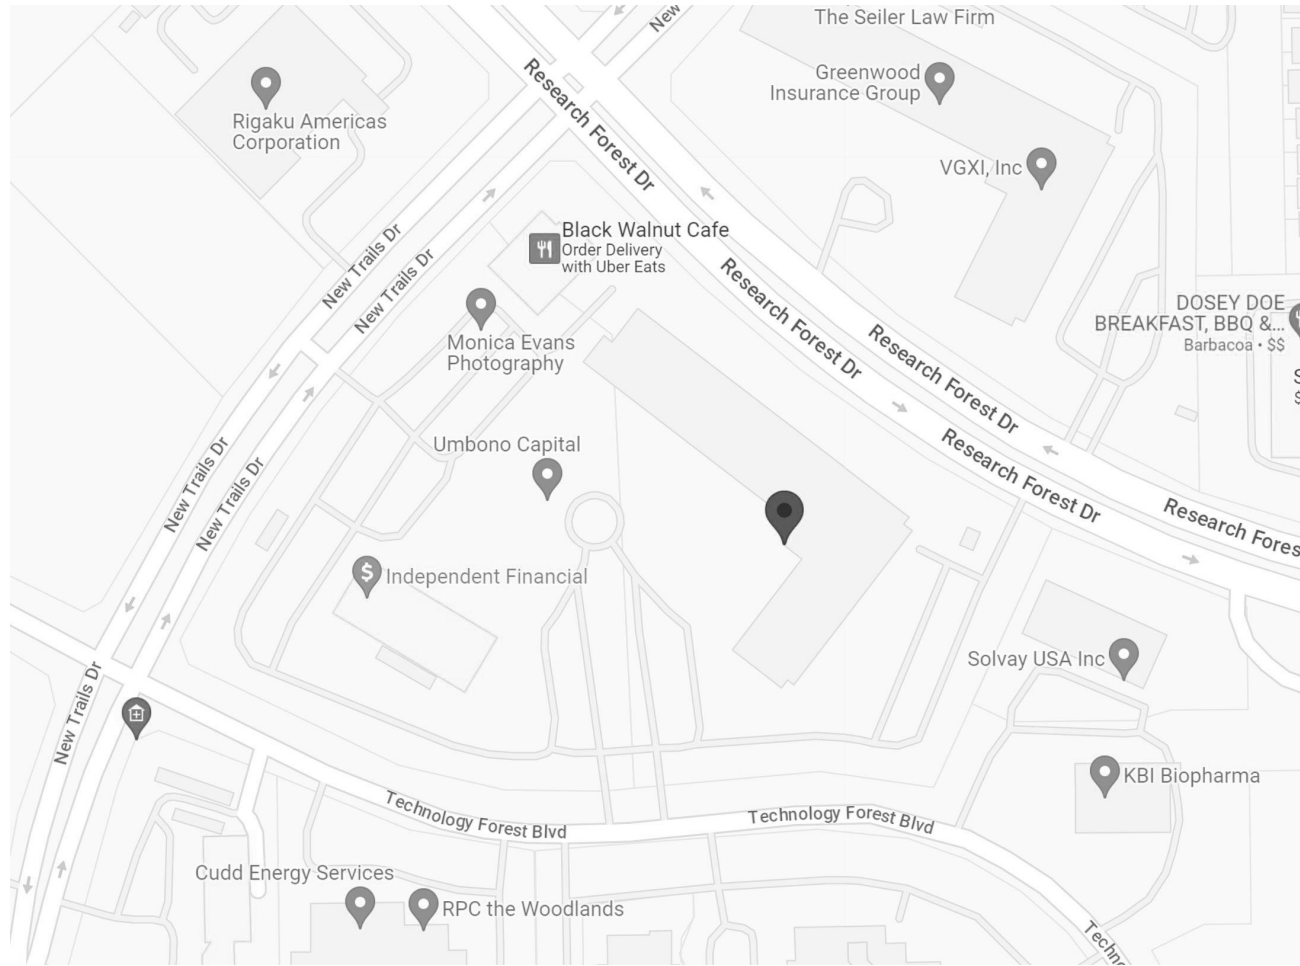 The Seiler Law Firm
New
Greenwood
Insurance Group
Research Forest Dr
Rigaku Americas
Corporation
VGXI, Inc
Black Walnut Cafe
Order Delivery
with Uber Eats
New Trails Dr
New Trails Dr
Research Forest Dr
Research Forest Dr
DOSEY DOE
BREAKFAST, BBQ &...
Barbacoa • $$
Monica Evans
Photography
S
$
Umbono Capital
New Trails Dr
New Trails Dr
Research Forest Dr
Research Fores
$
Independent Financial
Solvay USA Inc
New Trails Dr
KBI Biopharma
Technology Forest Blvd
Technology Forest Blvd
Cudd Energy Services
RPC the Woodlands
Techno